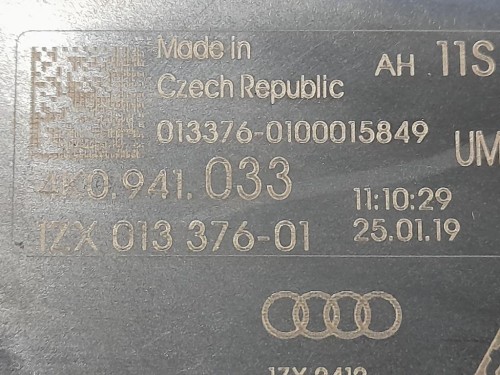 Made in
Czech Republic
AH 11S
013376-0100015849
UM
4K0.941.033
11:10:29
1ZX 013 376-01
25.01.19